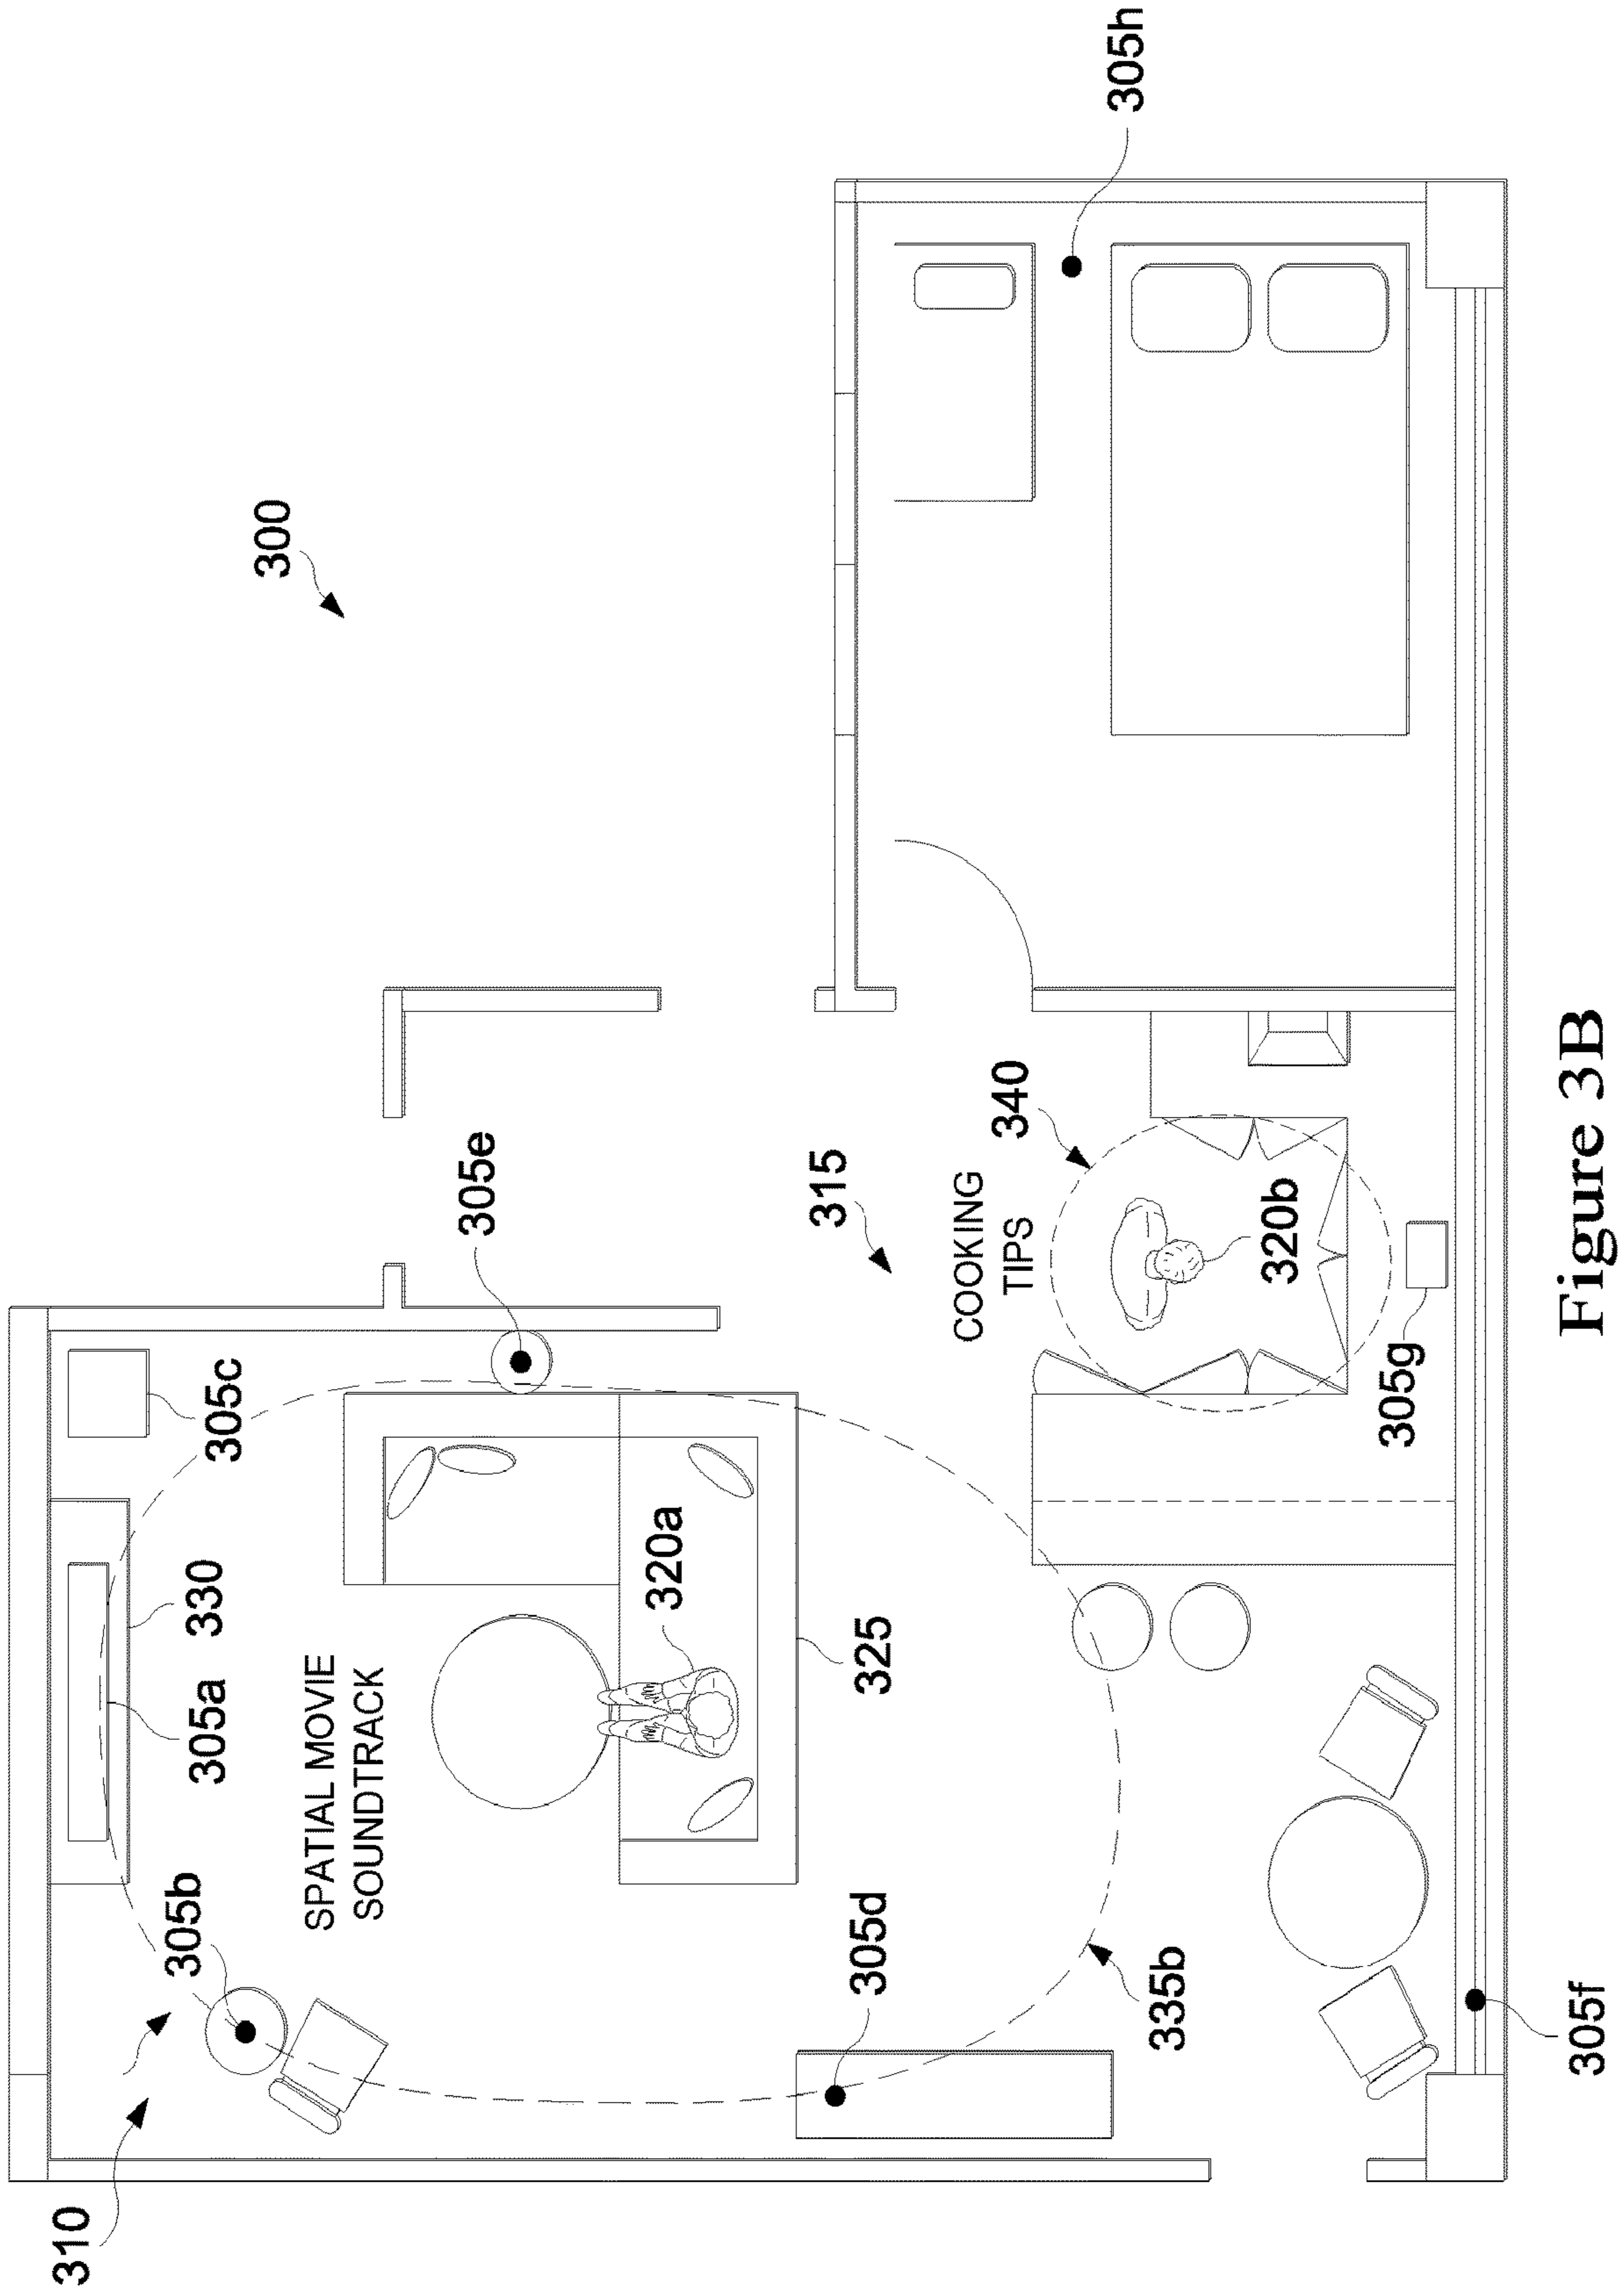 310
305b
305a
330
305c
300
SPATIAL MOVIE
SOUNDTRACK
305e
320a
315
305d
325
COOKING
TIPS
340
305h
335b
320b
305g
305f
Figure 3B